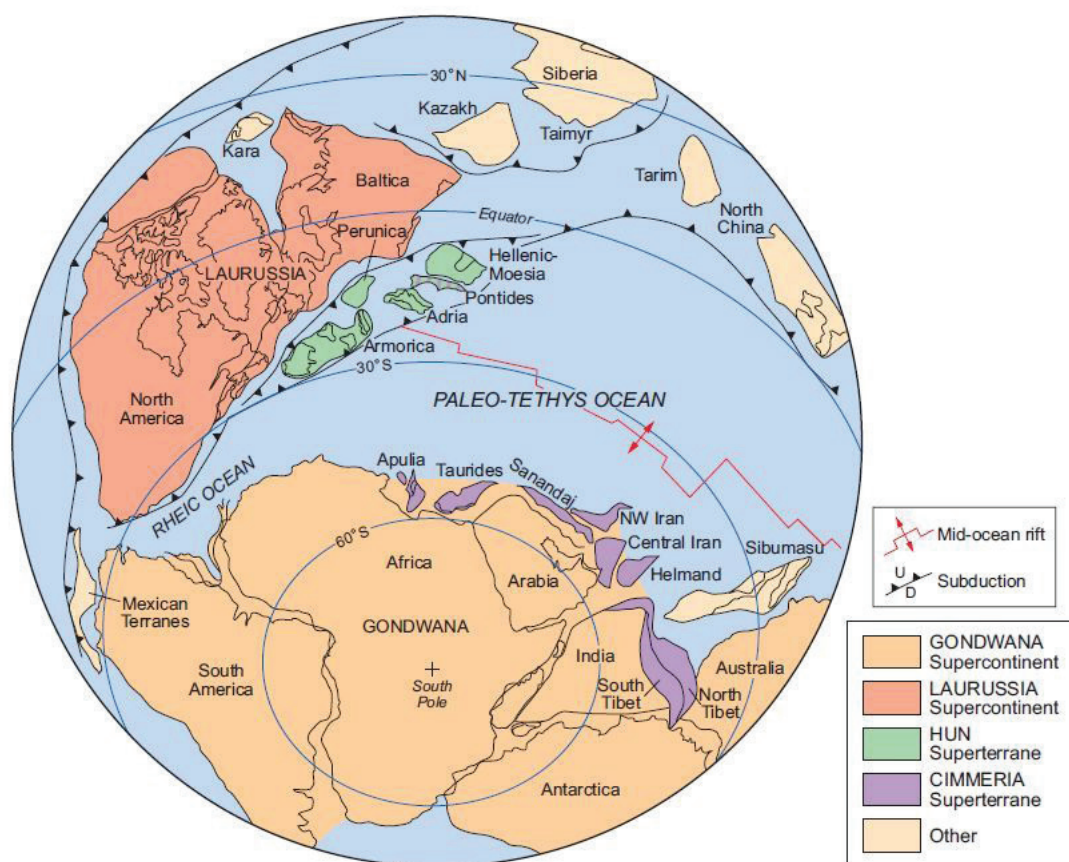 Siberia
30°N
Kazakh
Taimyr
Kara
Baltica
Tarim
North
China
Equator
Perunica
Hellenic-
Moesia
LAURUSSIA
Pontides
Adria
Armorica
30°S
North
America
PALEO-TETHYS OCEAN
Apulia
Taurides
Sanandaj
RHEIC OCEAN
NW Iran
60°S
Central Iran
Sibumasu
Africa
Arabia
Helmand
Mexican
Terranes
GONDWANA
South
America
South
Pole
India
South
Tibet
North
Tibet
Australia
Antarctica
Mid-ocean rift
U
D
Subduction
GONDWANA
Supercontinent
LAURUSSIA
Supercontinent
HUN
Superterrane
CIMMERIA
Superterrane
Other